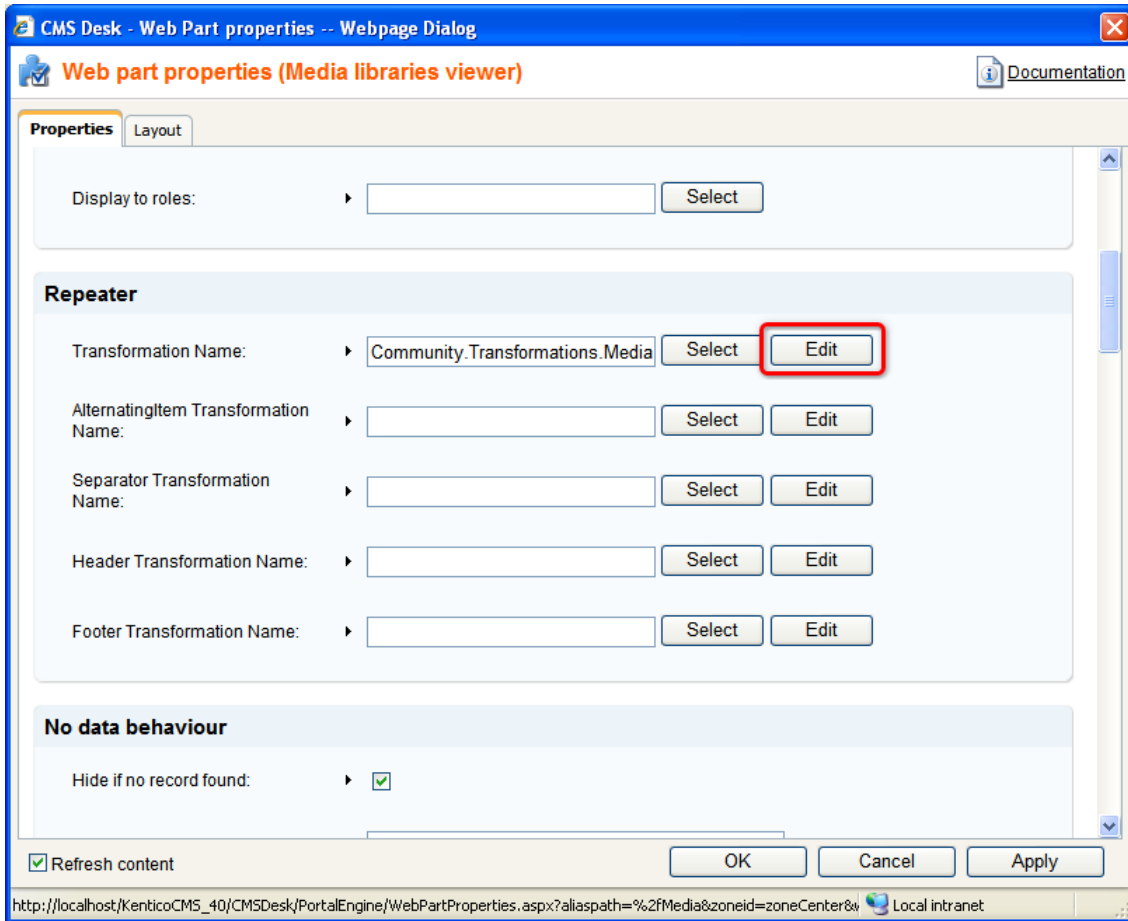 CMS Desk - Web Part properties -- Webpage Dialog
Web part properties (Media libraries viewer)
Documentation
Properties
Layout
Display to roles:
Select
Repeater
Transformation Name:
Community.Transformations.Media
Select
Edit
AlternatingItem Transformation
Name:
Select
Edit
Separator Transformation
Name:
Select
Edit
Header Transformation Name:
Select
Edit
Footer Transformation Name:
Select
Edit
No data behaviour
Hide if no record found:
Refresh content
OK
Cancel
Apply
http://localhost/KenticoCMS_40/CMSDesk/PortalEngine/WebPartProperties.aspx?aliaspath=%2fMedia&zoneid=zoneCenter&
Local intranet